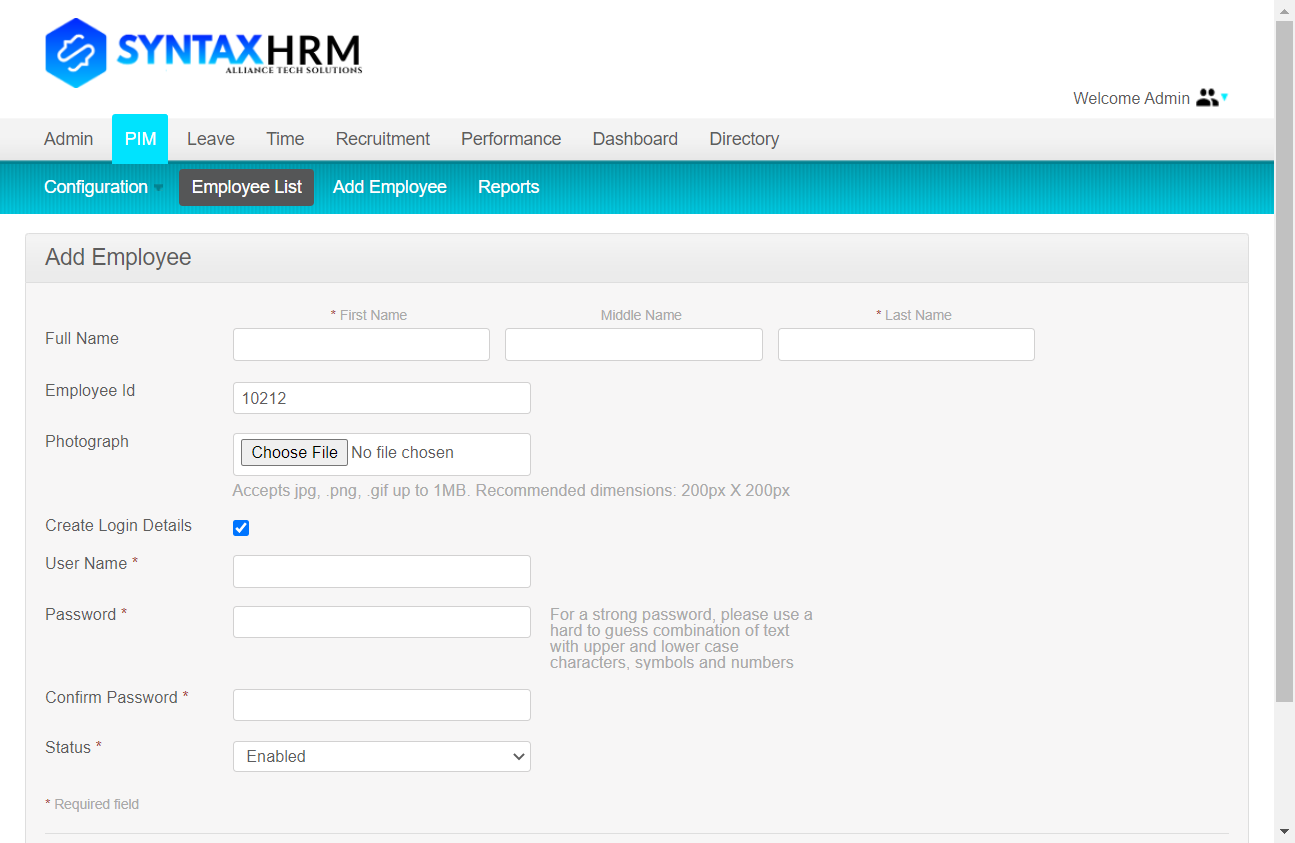 SYNTAXHRM
ALLIANCE TECH SOLUTIONS
Welcome Admin
Admin PIM Leave Time Recruitment Performance Dashboard Directory
Configuration Employee List Add Employee Reports
Add Employee
* First Name Middle Name * Last Name
Full Name
Employee Id 10212
Photograph Choose File No file chosen
Accepts jpg, .png, .gif up to 1MB. Recommended dimensions: 200px X 200px
Create Login Details
User Name *
Password * For a strong password, please use a
hard to guess combination of text
with upper and lower case
characters, symbols and numbers
Confirm Password *
Status * Enabled
* Required field